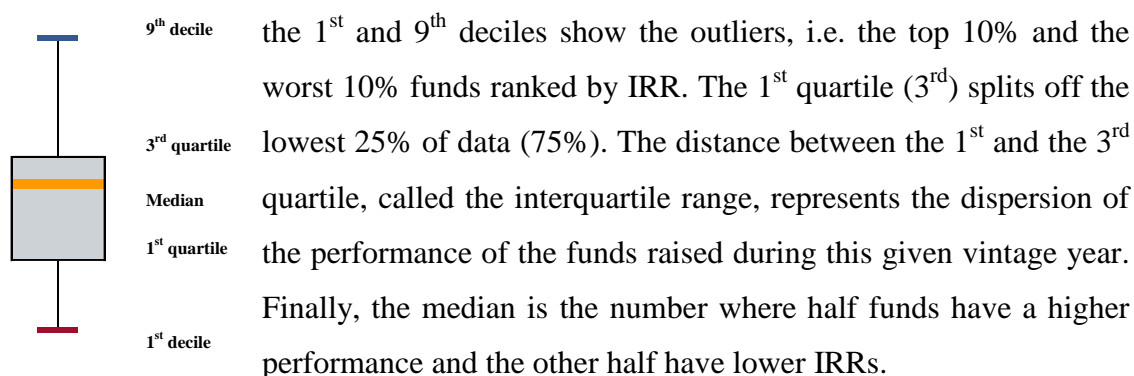 9th decile
3rd quartile
Median
1st quartile
1st decile
the 1st and 9th deciles show the outliers, i.e. the top 10% and the
worst 10% funds ranked by IRR. The 1st quartile (3rd) splits off the
lowest 25% of data (75%). The distance between the 1st and the 3rd
quartile, called the interquartile range, represents the dispersion of
the performance of the funds raised during this given vintage year.
Finally, the median is the number where half funds have a higher
performance and the other half have lower IRRs.